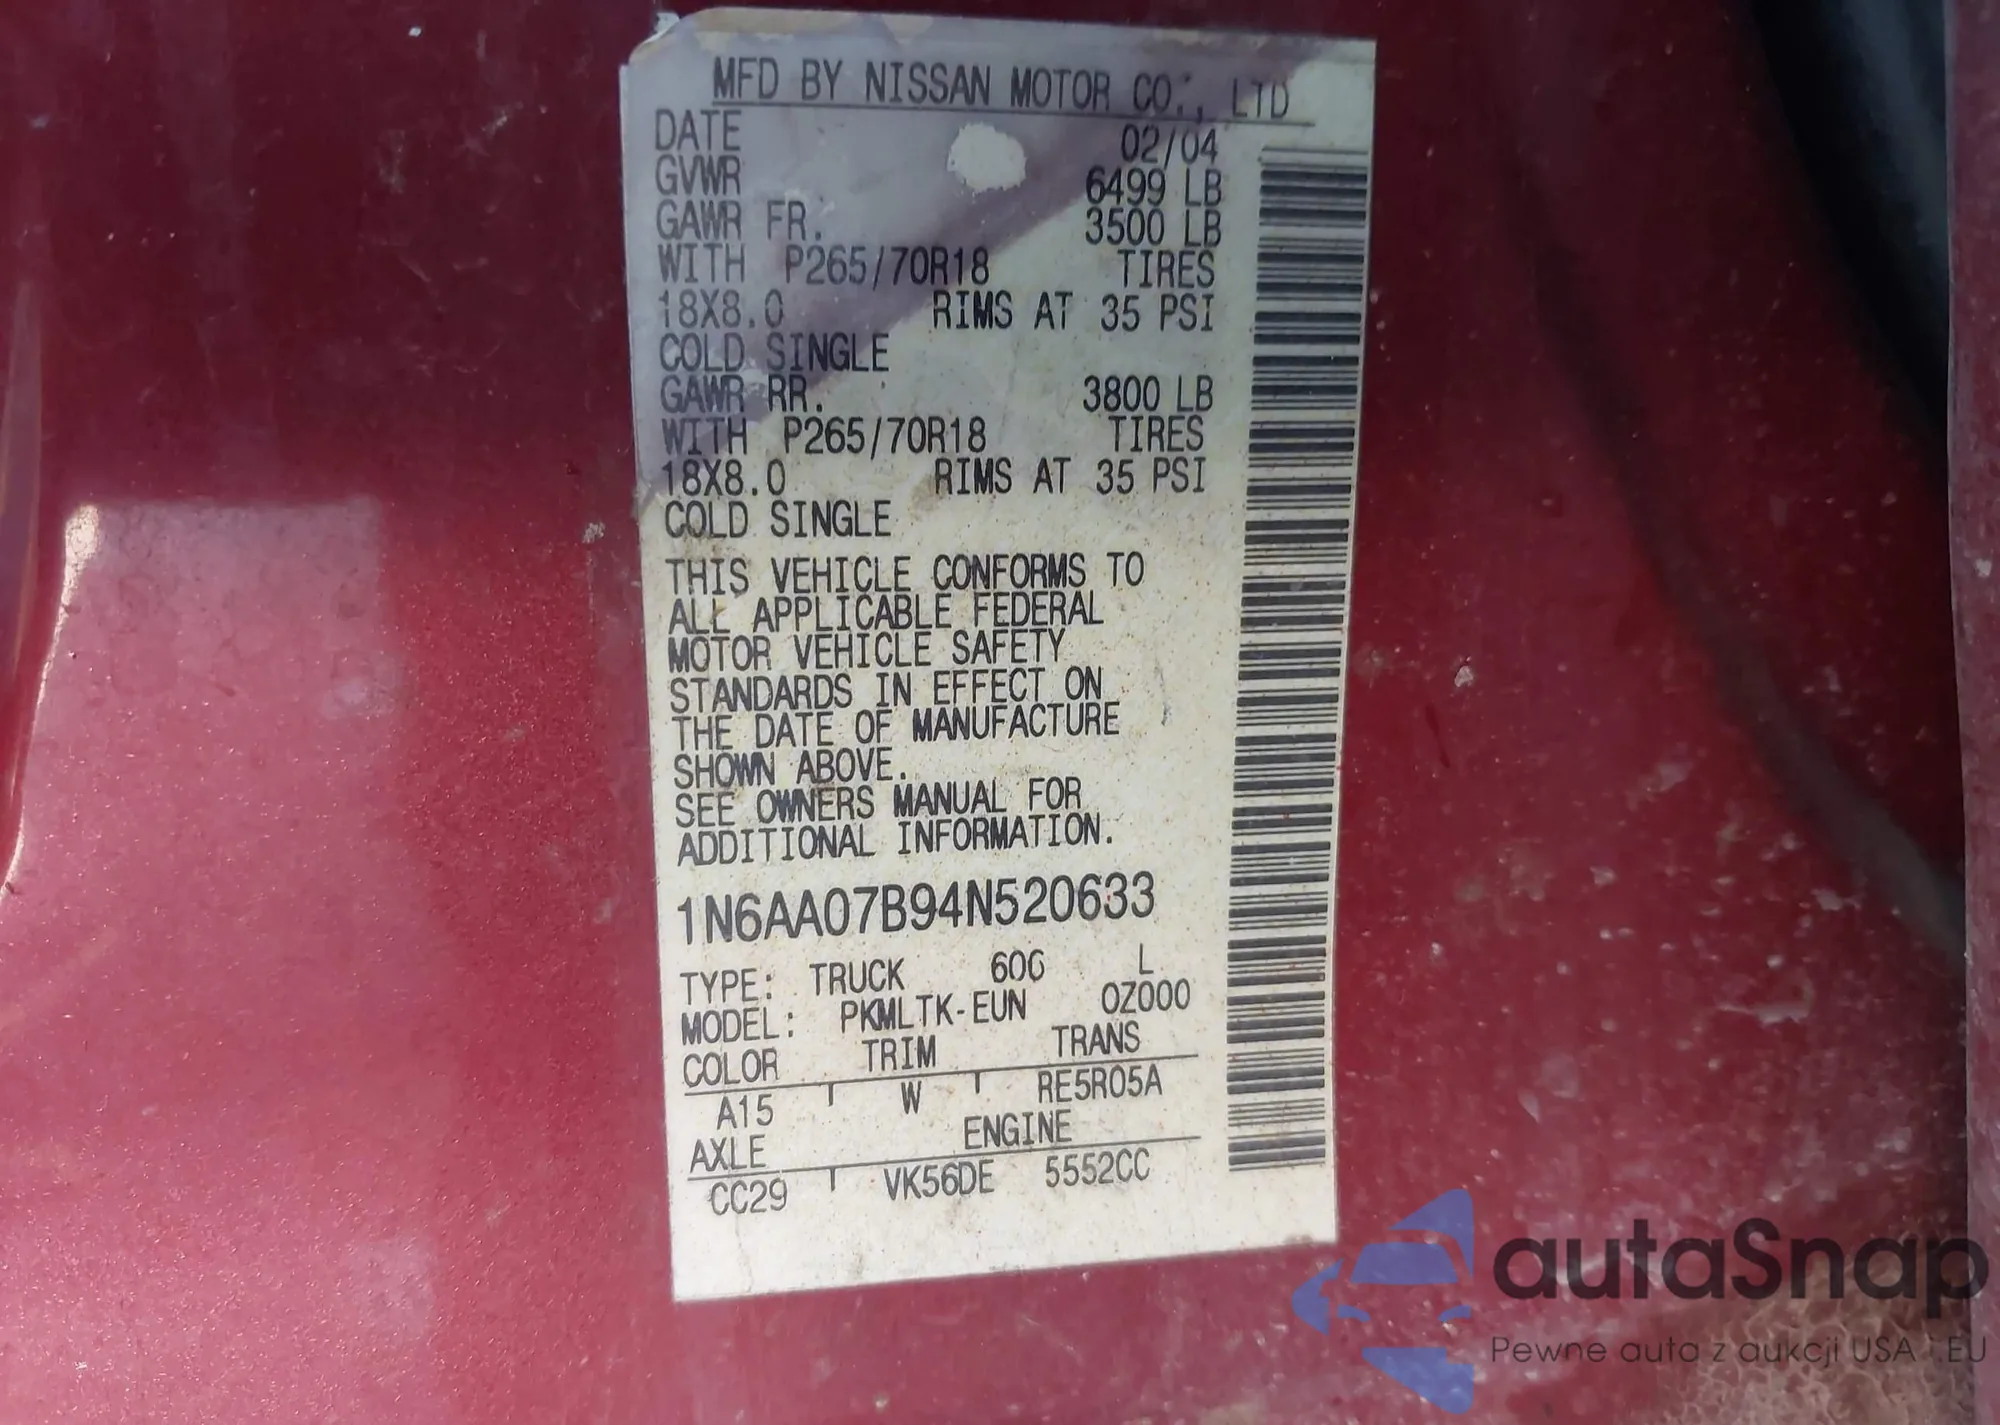 MFD BY NISSAN MOTOR CO., LTD
DATE 02/04
GVWR 6499 LB
GAWR FR. 3500 LB
WITH P265/70R18 TIRES
18X8.0 RIMS AT 35 PSI
COLD SINGLE
GAWR RR. 3800 LB
WITH P265/70R18 TIRES
18X8.0 RIMS AT 35 PSI
COLD SINGLE
THIS VEHICLE CONFORMS TO
ALL APPLICABLE FEDERAL
MOTOR VEHICLE SAFETY
STANDARDS IN EFFECT ON
THE DATE OF MANUFACTURE
SHOWN ABOVE.
SEE OWNERS MANUAL FOR
ADDITIONAL INFORMATION.
1N6AA07B94N520633
TYPE: TRUCK L
MODEL: PKMLTK-EUN 0Z000
COLOR TRIM TRANS
A15 W RE5R05A
AXLE ENGINE
CC29 VK56DE 5552CC
autaSnap
Pewne auta z aukcji USA i EU